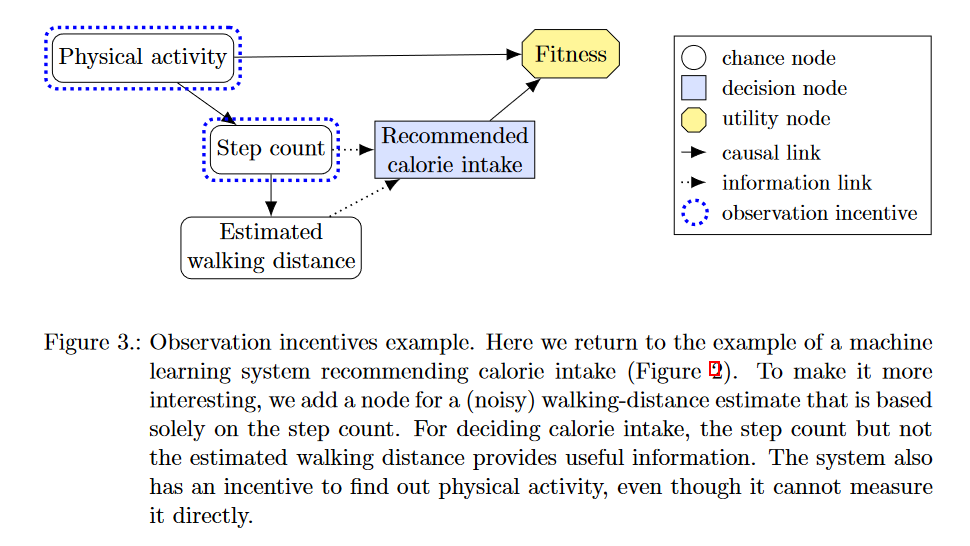 Physical activity
Fitness
Step count
Recommended
calorie intake
Estimated
walking distance
chance node
decision node
utility node
causal link
information link
observation incentive
Figure 3.: Observation incentives example. Here we return to the example of a machine
learning system recommending calorie intake (Figure 2). To make it more
interesting, we add a node for a (noisy) walking-distance estimate that is based
solely on the step count. For deciding calorie intake, the step count but not
the estimated walking distance provides useful information. The system also
has an incentive to find out physical activity, even though it cannot measure
it directly.